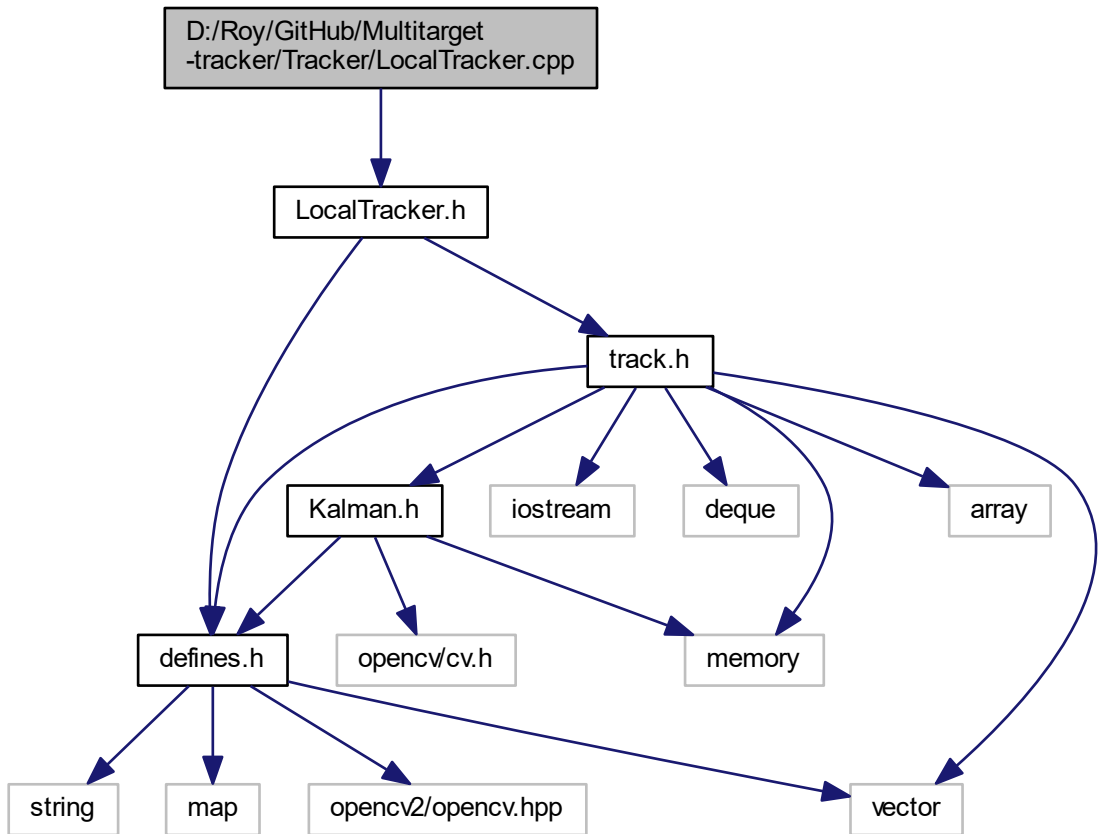 D:/Roy/GitHub/Multitarget
-tracker/Tracker/LocalTracker.cpp
LocalTracker.h
track.h
Kalman.h
iostream
deque
array
defines.h
opencv/cv.h
memory
string
map
opencv2/opencv.hpp
vector